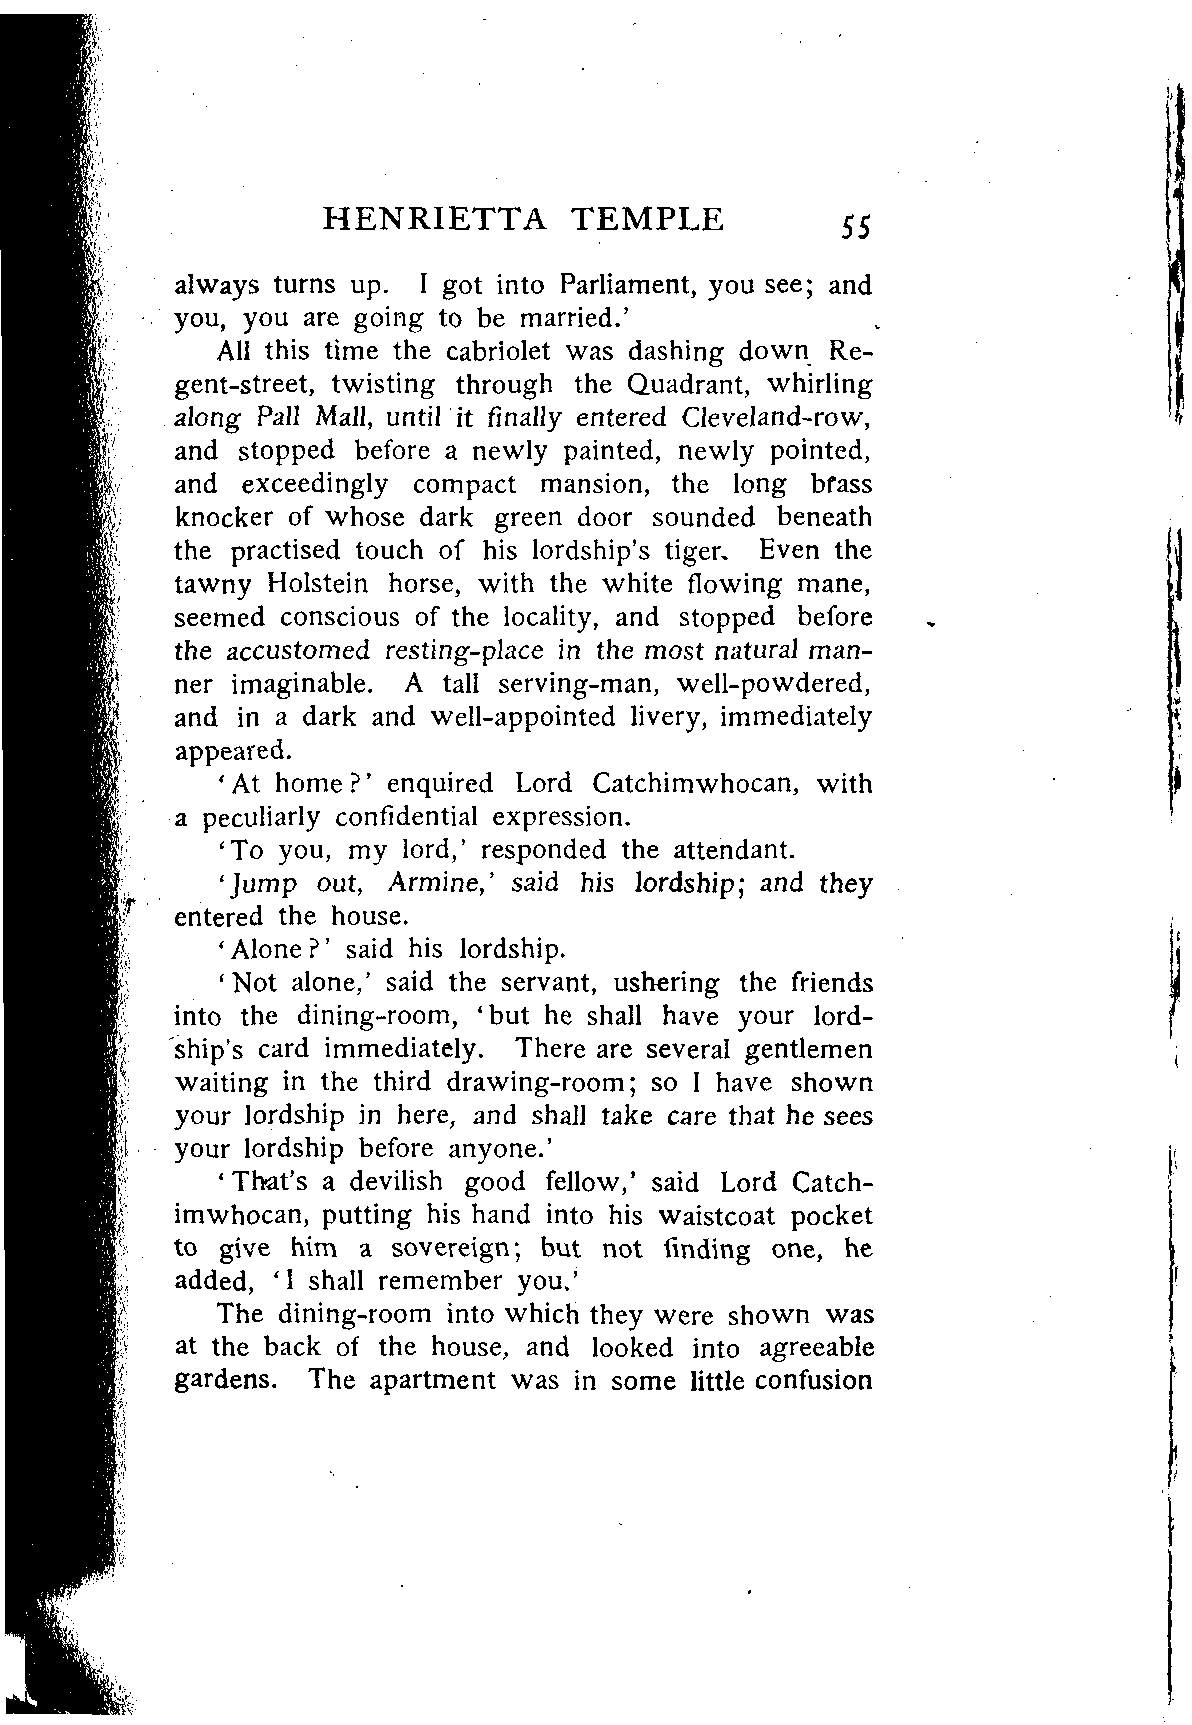 HENRIETTA TEMPLE 55
always turns up. I got into Parliament, you see; and
you, you are going to be married.'
All this time the cabriolet was dashing down Re-
gent-street, twisting through the Quadrant, whirling
along Pall Mall, until it finally entered Cleveland-row,
and stopped before a newly painted, newly pointed,
and exceedingly compact mansion, the long brass
knocker of whose dark green door sounded beneath
the practised touch of his lordship's tiger. Even the
tawny Holstein horse, with the white flowing mane,
seemed conscious of the locality, and stopped before
the accustomed resting-place in the most natural man-
ner imaginable. A tall serving-man, well-powdered,
and in a dark and well-appointed livery, immediately
appeared.
'At home?' enquired Lord Catchimwhocan, with
a peculiarly confidential expression.
'To you, my lord,' responded the attendant.
'Jump out, Armine,' said his lordship; and they
entered the house.
'Alone?' said his lordship.
'Not alone,' said the servant, ushering the friends
into the dining-room, 'but he shall have your lord-
ship's card immediately. There are several gentlemen
waiting in the third drawing-room; so I have shown
your lordship in here, and shall take care that he sees
your lordship before anyone.'
'That's a devilish good fellow,' said Lord Catch-
imwhocan, putting his hand into his waistcoat pocket
to give him a sovereign; but not finding one, he
added, 'I shall remember you.'
The dining-room into which they were shown was
at the back of the house, and looked into agreeable
gardens. The apartment was in some little confusion